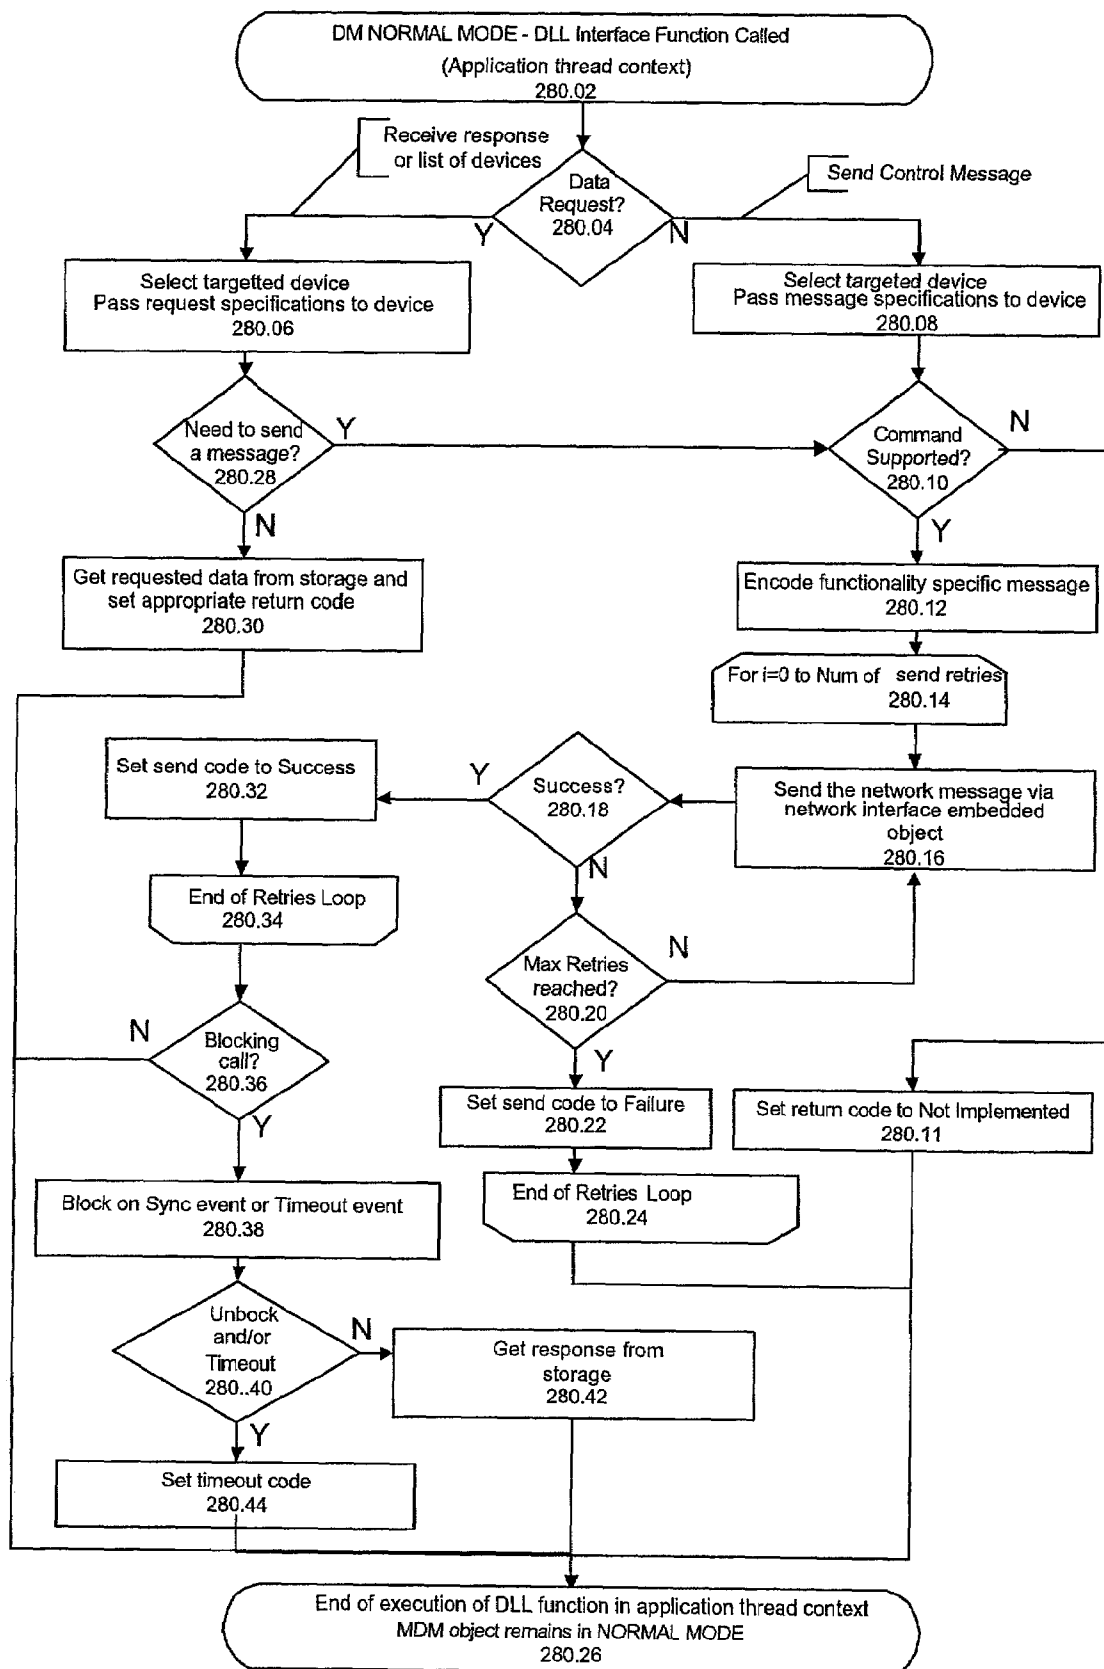 DM NORMAL MODE - DLL Interface Function Called
(Application thread context)
280.02
Receive response
or list of devices
Data
Request?
280.04
Send Control Message
Y
N
Select targetted device
Pass request specifications to device
280.06
Select targeted device
Pass message specifications to device
280.08
Need to send
a message?
280.28
Y
N
Command
Supported?
280.10
N
Y
Get requested data from storage and
set appropriate return code
280.30
Encode functionality specific message
280.12
For i=0 to Num of send retries
280.14
Set send code to Success
280.32
Y
Success?
280.18
N
Send the network message via
network interface embedded
object
280.16
End of Retries Loop
280.34
Max Retries
reached?
280.20
N
Y
N
Blocking
call?
280.36
Y
Set send code to Failure
280.22
Set return code to Not Implemented
280.11
Block on Sync event or Timeout event
280.38
End of Retries Loop
280.24
Unbock
and/or
Timeout
280..40
N
Y
Get response from
storage
280.42
Set timeout code
280.44
End of execution of DLL function in application thread context
MDM object remains in NORMAL MODE
280.26